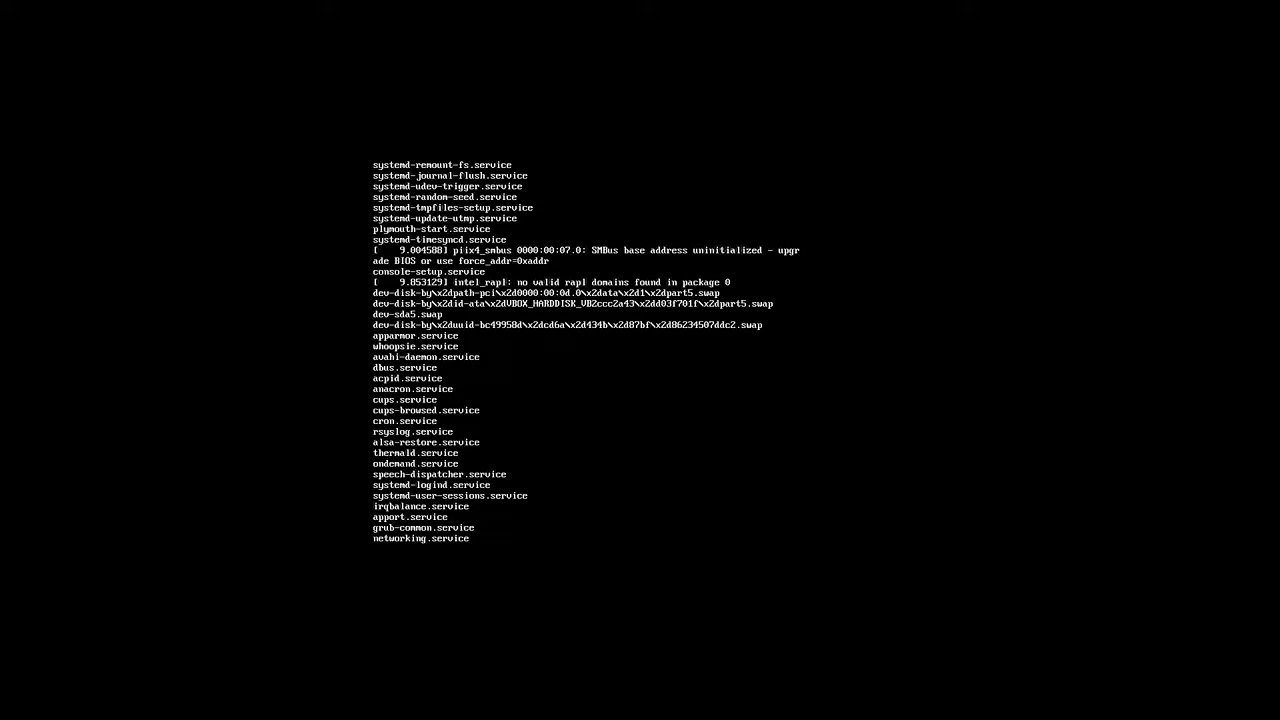 systemd-remount-fs.service
systemd-journal-flush.service
systemd-udev-trigger.service
systemd-random-seed.service
systemd-tmpfiles-setup.service
systemd-update-utmp.service
plymouth-start.service
systemd-timesyncd.service
[    9.004588] piix4_smbus 0000:00:07.0: SMBus base address uninitialized - upgr
ade BIOS or use force_addr=0xaddr
console-setup.service
[    9.853129] intel_rapl: no valid rapl domains found in package 0
dev-disk-by\x2dpath-pci\x2d0000:00:0d.0\x2data\x2d1\x2dpart5.swap
dev-disk-by\x2did-ata\x2dVBOX_HARDDISK_VB2ccc2a43\x2dd03f701f\x2dpart5.swap
dev-sda5.swap
dev-disk-by\x2duuid-bc49958d\x2dcd6a\x2d434b\x2d87bf\x2d86234507ddc2.swap
apparmor.service
whoopsie.service
avahi-daemon.service
dbus.service
acpid.service
anacron.service
cups.service
cups-browsed.service
cron.service
rsyslog.service
alsa-restore.service
thermald.service
ondemand.service
speech-dispatcher.service
systemd-logind.service
systemd-user-sessions.service
irqbalance.service
apport.service
grub-common.service
networking.service